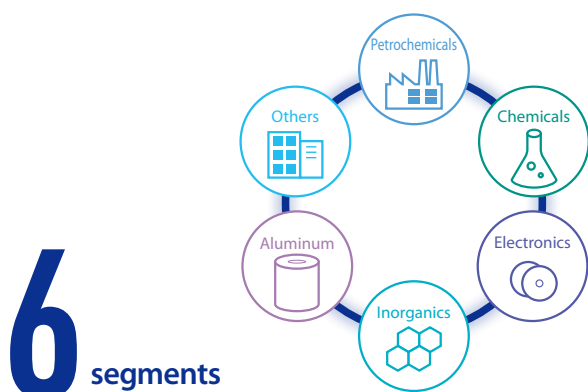 Petrochemicals
Chemicals
Electronics
Inorganics
Aluminum
Others
6 segments